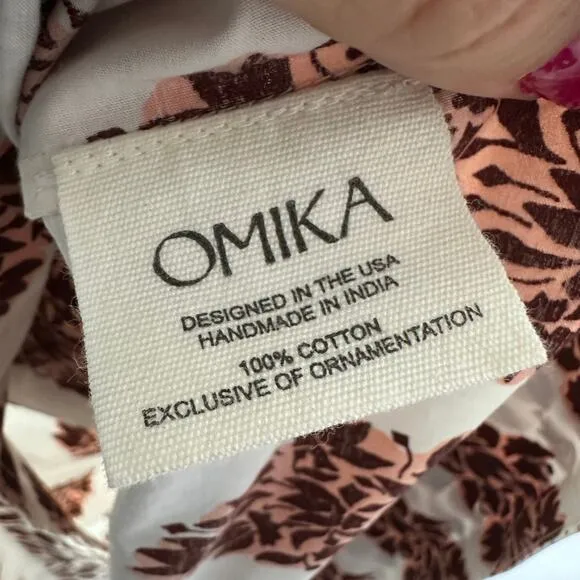 OMIKA
DESIGNED IN THE USA
HANDMADE IN INDIA
100% COTTON
EXCLUSIVE OF ORNAMENTATION